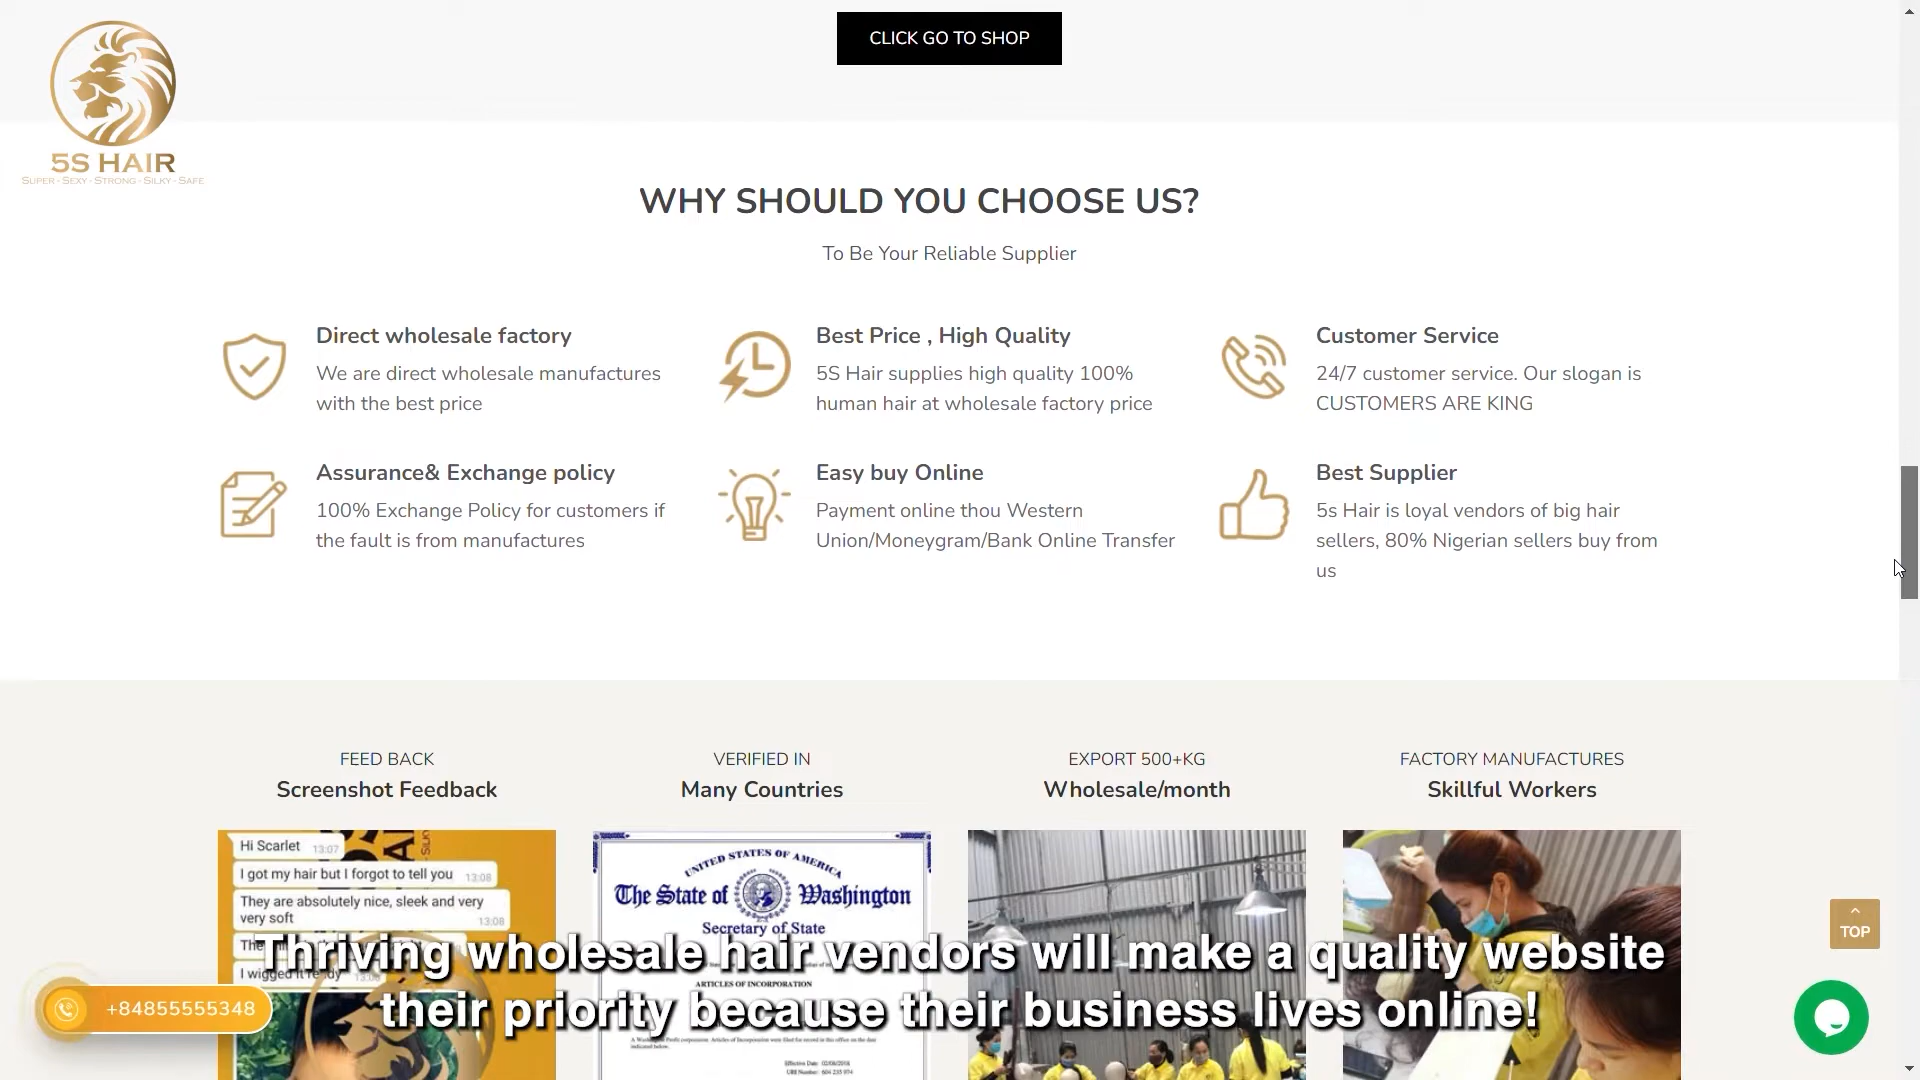 CLICK GO TO SHOP
5S HAIR
SUPER - SEXY - STRONG - SILKY - SAFE
WHY SHOULD YOU CHOOSE US?
To Be Your Reliable Supplier
Direct wholesale factory
We are direct wholesale manufactures
with the best price
Best Price , High Quality
5S Hair supplies high quality 100%
human hair at wholesale factory price
Customer Service
24/7 customer service. Our slogan is
CUSTOMERS ARE KING
Assurance& Exchange policy
100% Exchange Policy for customers if
the fault is from manufactures
Easy buy Online
Payment online thou Western
Union/Moneygram/Bank Online Transfer
Best Supplier
5s Hair is loyal vendors of big hair
sellers, 80% Nigerian sellers buy from
us
FEED BACK
Screenshot Feedback
VERIFIED IN
Many Countries
EXPORT 500+KG
Wholesale/month
FACTORY MANUFACTURES
Skillful Workers
Hi Scarlet 13:07
I got my hair but I forgot to tell you 13:08
They are absolutely nice, sleek and very
very soft 13:08
I wigged it
UNITED STATES OF AMERICA
The State of Washington
Secretary of State
ARTICLES OF INCORPORATION
Thriving wholesale hair vendors will make a quality website
their priority because their business lives online!
+84855555348
TOP